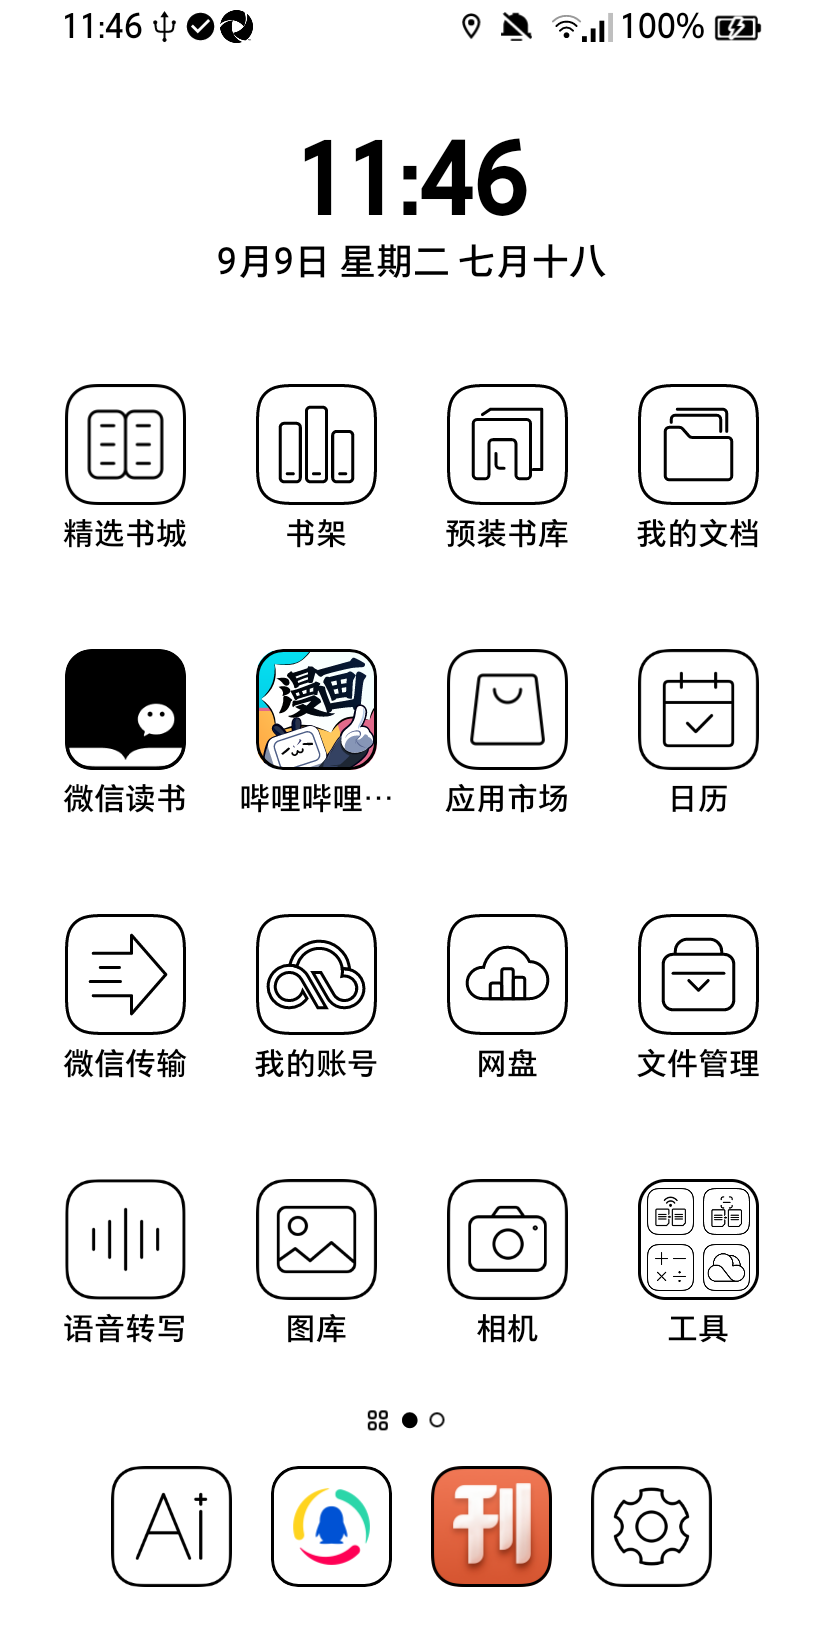 11:46
100%
11:46
9月9日 星期二 七月十八
精选书城 书架 预装书库 我的文档
漫画
微信读书 哔哩哔哩… 应用市场 日历
微信传输 我的账号 网盘 文件管理
语音转写 图库 相机 工具
Ai 刊